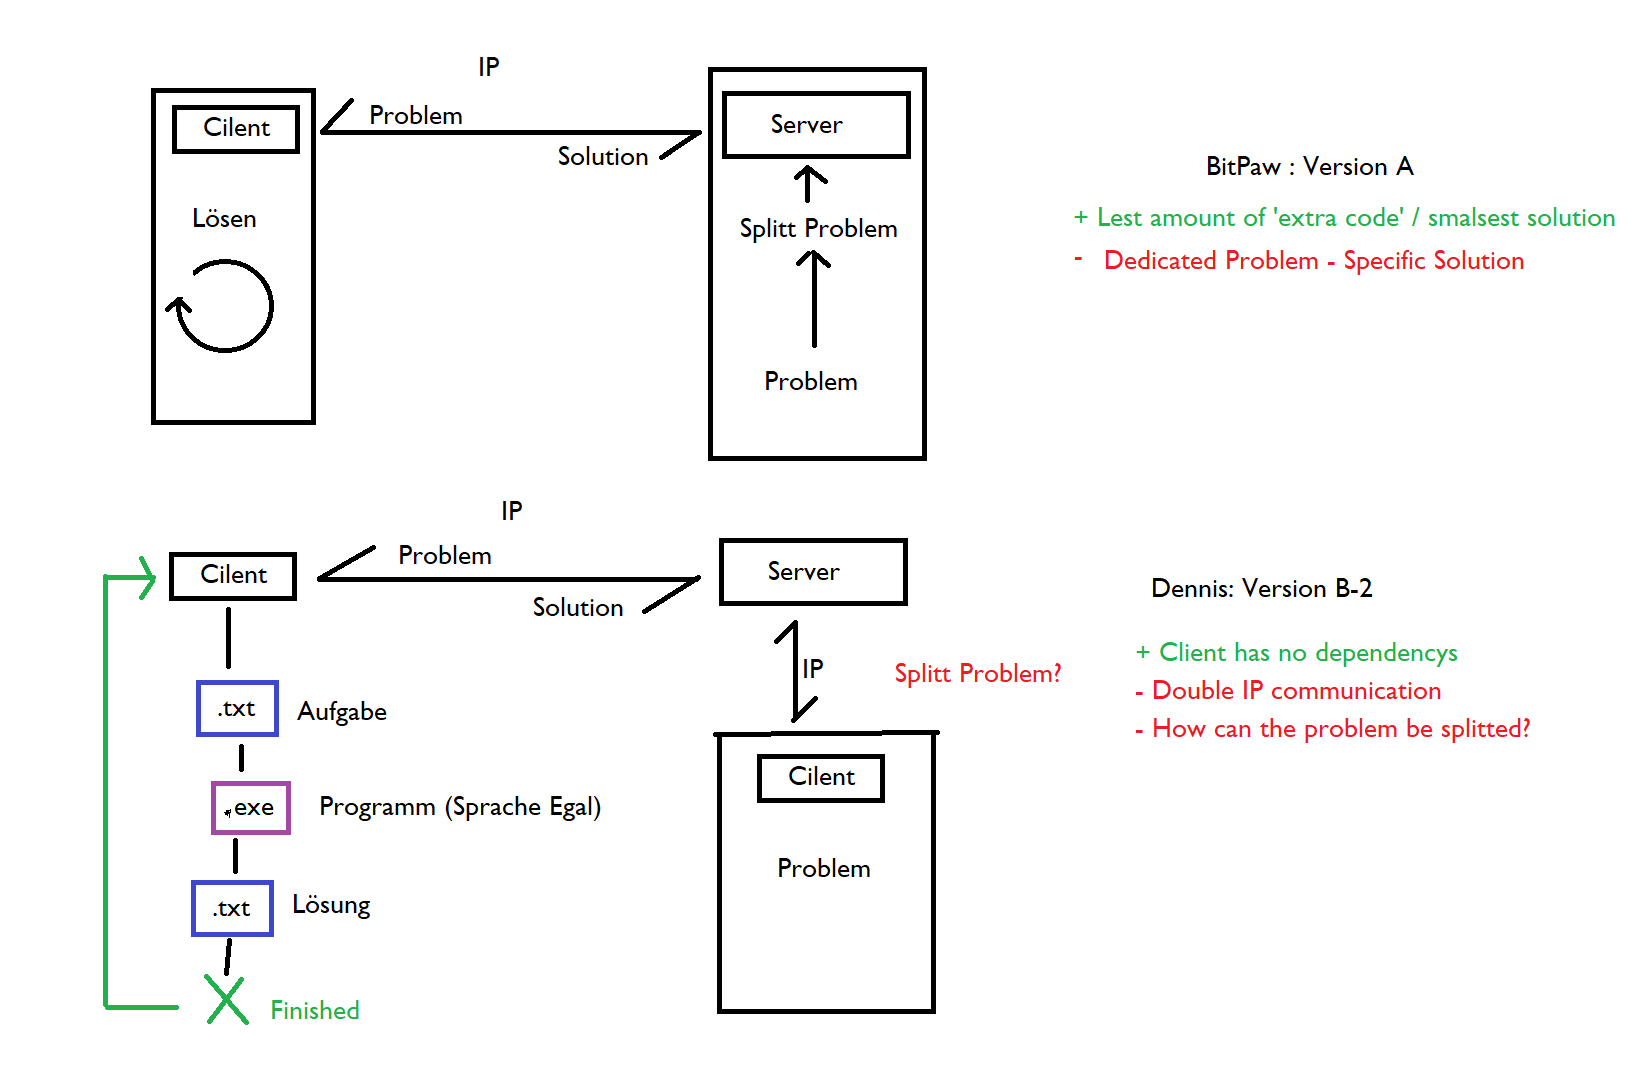 IP
Cilent
Problem
Solution
Lösen
Server
Splitt Problem
Problem
BitPaw : Version A
+ Lest amount of 'extra code' / smalsest solution
- Dedicated Problem - Specific Solution
IP
Cilent
Problem
Solution
Server
IP
Splitt Problem?
Cilent
Problem
.txt Aufgabe
.exe Programm (Sprache Egal)
.txt Lösung
Finished
Dennis: Version B-2
+ Client has no dependencys
- Double IP communication
- How can the problem be splitted?